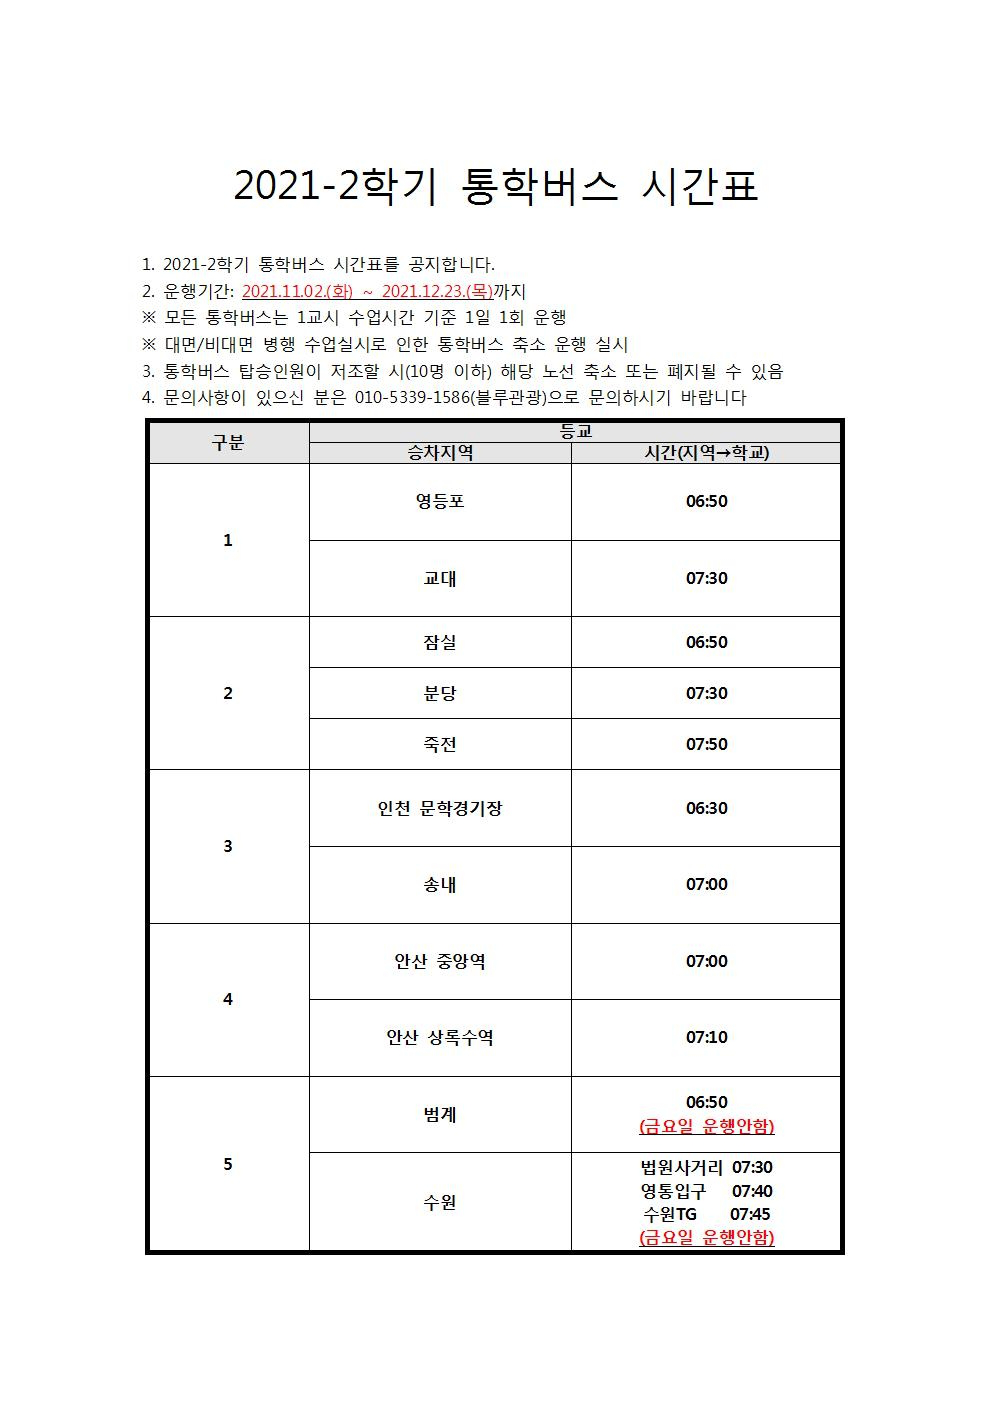 2021-2학기 통학버스 시간표
1. 2021-2학기 통학버스 시간표를 공지합니다.
2. 운행기간: 2021.11.02.(화) ~ 2021.12.23.(목)까지
※ 모든 통학버스는 1교시 수업시간 기준 1일 1회 운행
※ 대면/비대면 병행 수업실시로 인한 통학버스 축소 운행 실시
3. 통학버스 탑승인원이 저조할 시(10명 이하) 해당 노선 축소 또는 폐지될 수 있음
4. 문의사항이 있으신 분은 010-5339-1586(블루관광)으로 문의하시기 바랍니다
구분
등교
승차지역
시간(지역→학교)
1
영등포
06:50
교대
07:30
2
잠실
06:50
분당
07:30
죽전
07:50
3
인천 문학경기장
06:30
송내
07:00
4
안산 중앙역
07:00
안산 상록수역
07:10
5
범계
06:50
(금요일 운행안함)
수원
법원사거리 07:30
영통입구 07:40
수원TG 07:45
(금요일 운행안함)